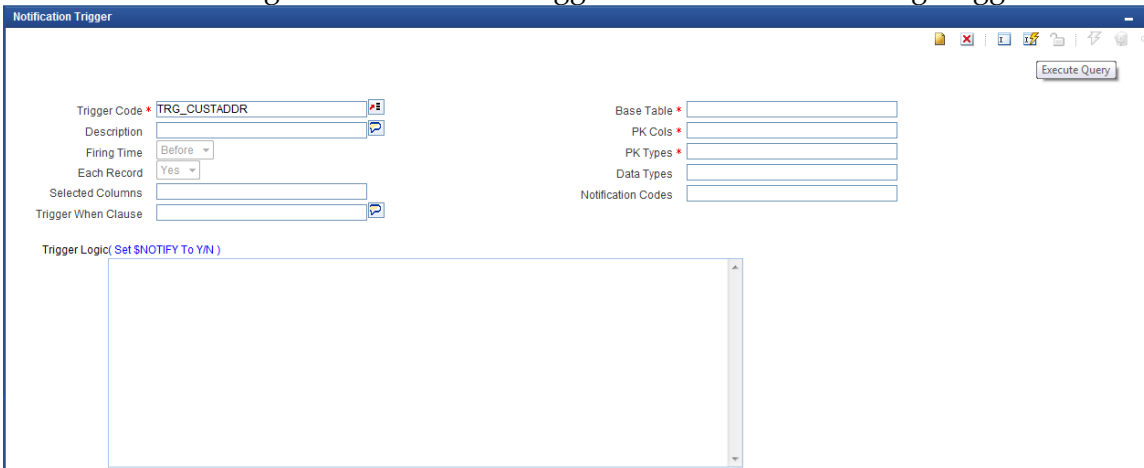 Notification Trigger
Execute Query
Trigger Code * TRG_CUSTADDR
Base Table *
Description
PK Cols *
Firing Time Before
PK Types *
Each Record Yes
Data Types
Selected Columns
Notification Codes
Trigger When Clause
Trigger Logic( Set $NOTIFY To Y/N )